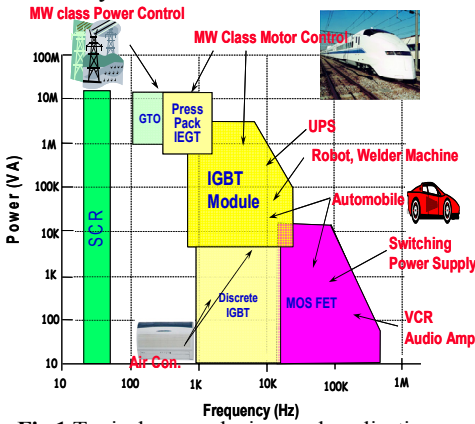 MW class Power Control
MW Class Motor Control
100M
10M
1M
100K
10K
1K
100
10
Power (VA)
SCR
GTO
Press
Pack
IEGT
IGBT
Module
Discrete
IGBT
MOS FET
UPS
Robot, Welder Machine
Automobile
Switching
Power Supply
VCR
Audio Amp
Air Con.
10
100
1K
10K
100K
1M
Frequency (Hz)